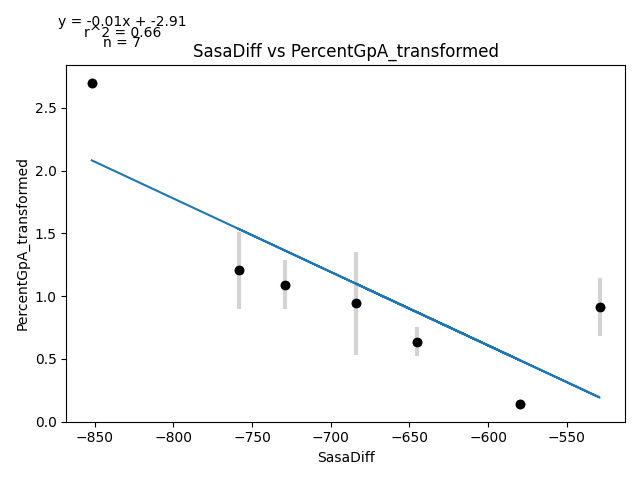 y = -0.01x + -2.91
r^2 = 0.66
n = 7
SasaDiff vs PercentGpA_transformed
PercentGpA_transformed
2.5
2.0
1.5
1.0
0.5
0.0
−850 −800 −750 −700 −650 −600 −550
SasaDiff